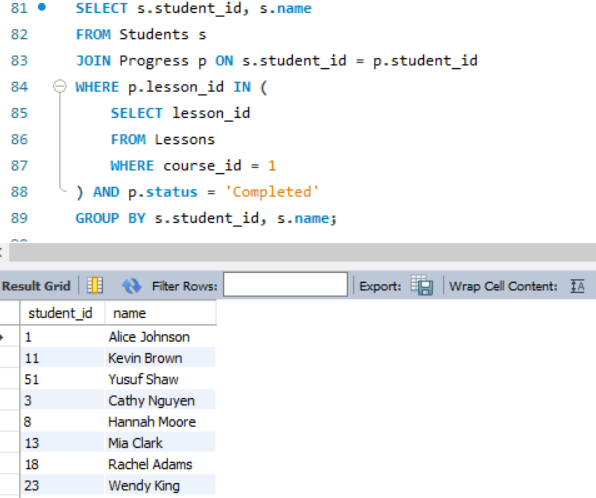 81 SELECT s.student_id, s.name
82 FROM Students s
83 JOIN Progress p ON s.student_id = p.student_id
84 WHERE p.lesson_id IN (
85 SELECT lesson_id
86 FROM Lessons
87 WHERE course_id = 1
88 ) AND p.status = 'Completed'
89 GROUP BY s.student_id, s.name;
Result Grid Filter Rows: Export: Wrap Cell Content:
student_id name
1 Alice Johnson
11 Kevin Brown
51 Yusuf Shaw
3 Cathy Nguyen
8 Hannah Moore
13 Mia Clark
18 Rachel Adams
23 Wendy King